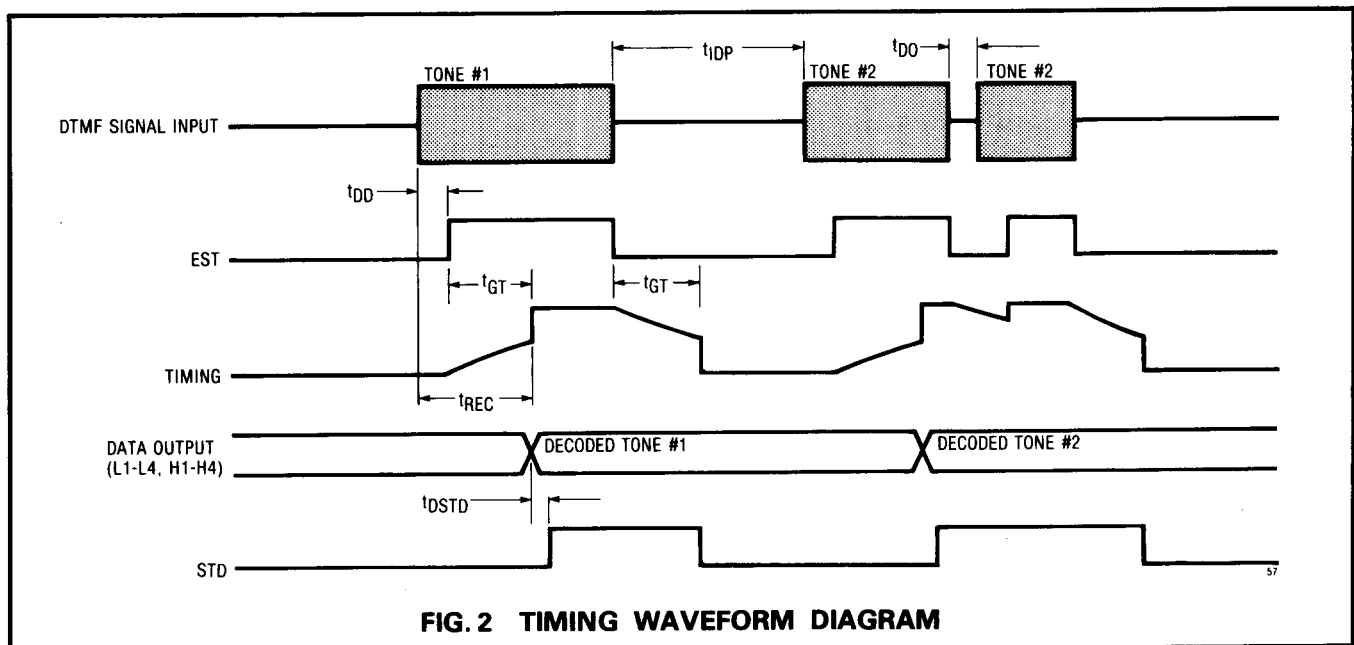 tIDP
tDO
TONE #1
TONE #2
TONE #2
DTMF SIGNAL INPUT
tDD
EST
tGT
tGT
TIMING
tREC
DATA OUTPUT
(L1-L4, H1-H4)
DECODED TONE #1
DECODED TONE #2
tDSTD
STD
57
FIG. 2 TIMING WAVEFORM DIAGRAM